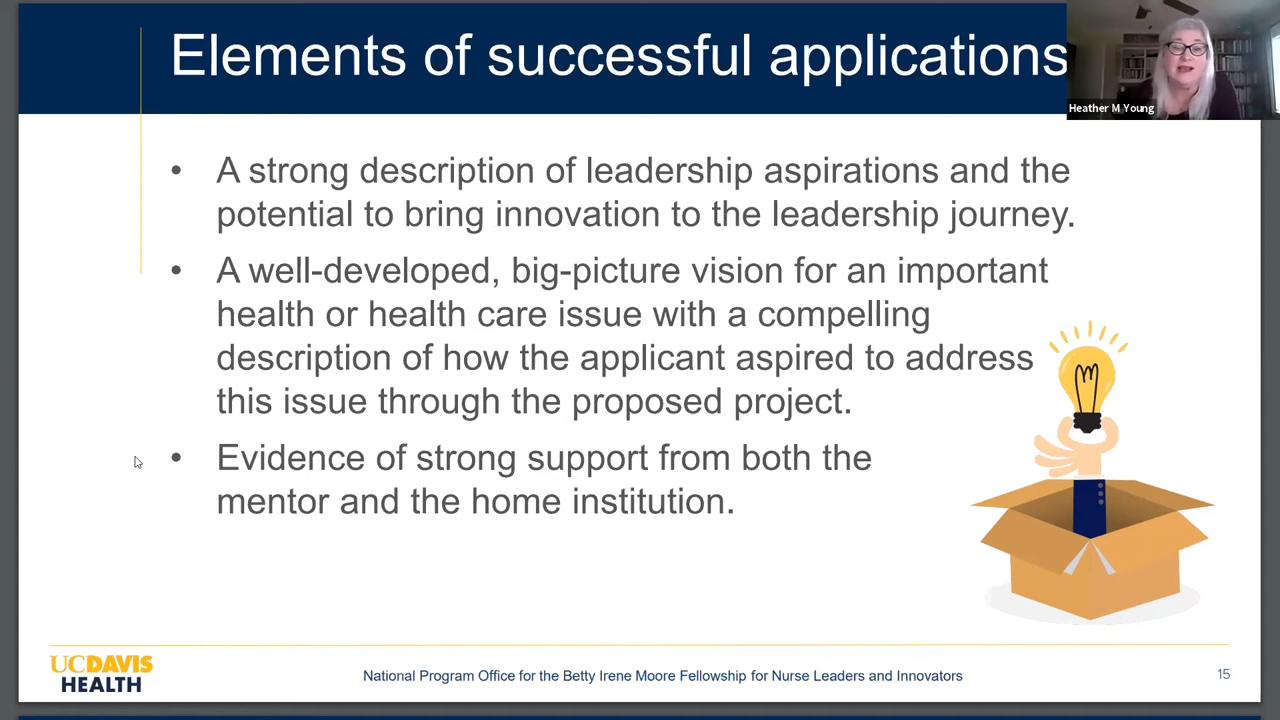 Elements of successful applications
Heather M Young
• A strong description of leadership aspirations and the
potential to bring innovation to the leadership journey.
• A well-developed, big-picture vision for an important
health or health care issue with a compelling
description of how the applicant aspired to address
this issue through the proposed project.
• Evidence of strong support from both the
mentor and the home institution.
UCDAVIS
HEALTH
National Program Office for the Betty Irene Moore Fellowship for Nurse Leaders and Innovators
15